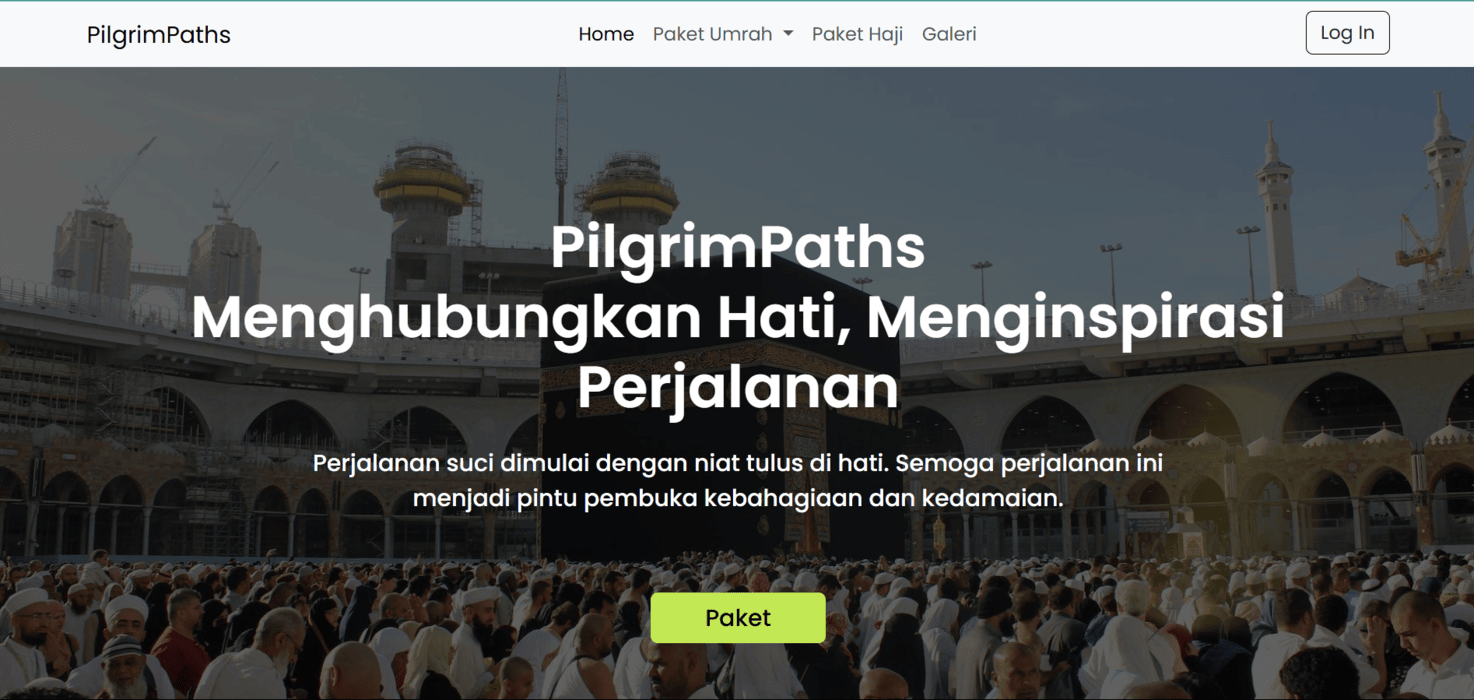 PilgrimPaths
Home Paket Umrah Paket Haji Galeri
Log In
PilgrimPaths
Menghubungkan Hati, Menginspirasi
Perjalanan
Perjalanan suci dimulai dengan niat tulus di hati. Semoga perjalanan ini
menjadi pintu pembuka kebahagiaan dan kedamaian.
Paket